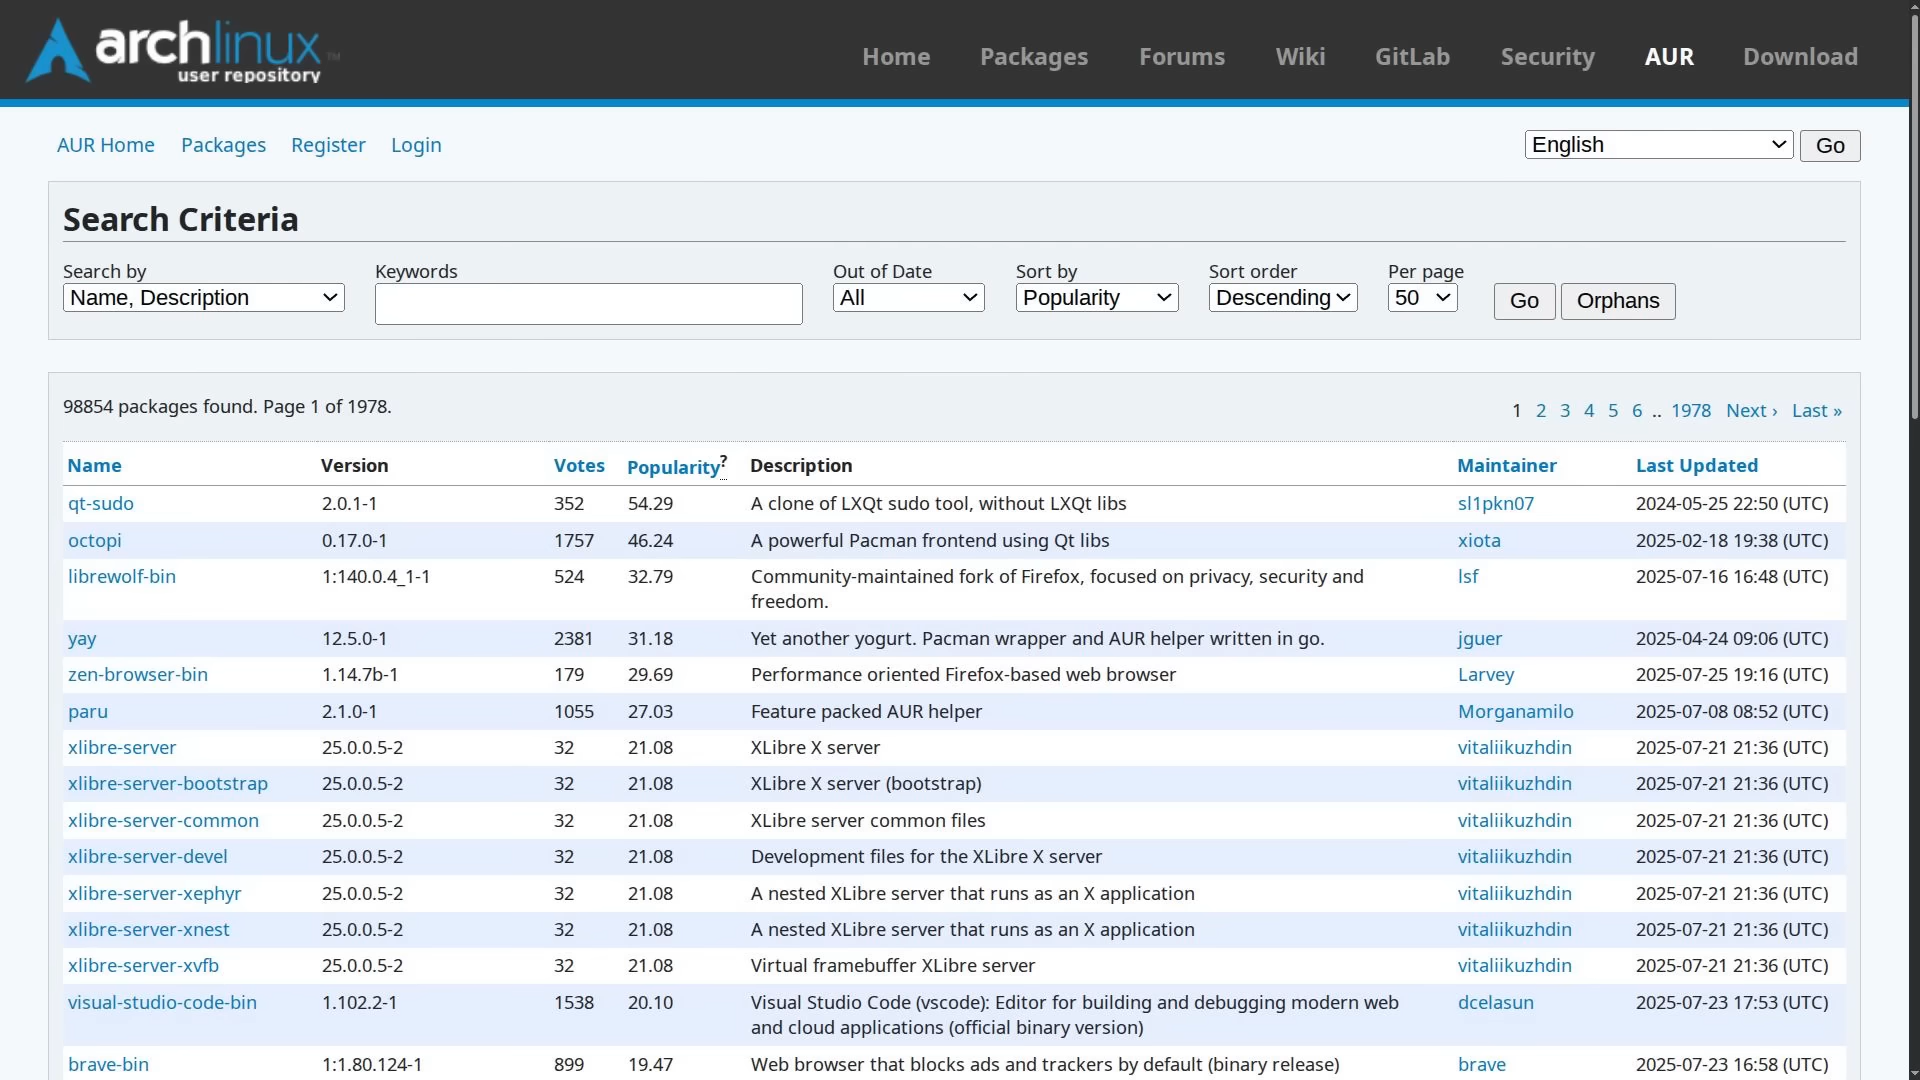 archlinux™
user repository
Home Packages Forums Wiki GitLab Security AUR Download
AUR Home Packages Register Login
English Go
Search Criteria
Search by Keywords Out of Date Sort by Sort order Per page
Name, Description All Popularity Descending 50 Go Orphans
98854 packages found. Page 1 of 1978.
1 2 3 4 5 6 .. 1978 Next › Last »
Name Version Votes Popularity? Description Maintainer Last Updated
qt-sudo 2.0.1-1 352 54.29 A clone of LXQt sudo tool, without LXQt libs sl1pkn07 2024-05-25 22:50 (UTC)
octopi 0.17.0-1 1757 46.24 A powerful Pacman frontend using Qt libs xiota 2025-02-18 19:38 (UTC)
librewolf-bin 1:140.0.4_1-1 524 32.79 Community-maintained fork of Firefox, focused on privacy, security and lsf 2025-07-16 16:48 (UTC)
freedom.
yay 12.5.0-1 2381 31.18 Yet another yogurt. Pacman wrapper and AUR helper written in go. jguer 2025-04-24 09:06 (UTC)
zen-browser-bin 1.14.7b-1 179 29.69 Performance oriented Firefox-based web browser Larvey 2025-07-25 19:16 (UTC)
paru 2.1.0-1 1055 27.03 Feature packed AUR helper Morganamilo 2025-07-08 08:52 (UTC)
xlibre-server 25.0.0.5-2 32 21.08 XLibre X server vitaliikuzhdin 2025-07-21 21:36 (UTC)
xlibre-server-bootstrap 25.0.0.5-2 32 21.08 XLibre X server (bootstrap) vitaliikuzhdin 2025-07-21 21:36 (UTC)
xlibre-server-common 25.0.0.5-2 32 21.08 XLibre server common files vitaliikuzhdin 2025-07-21 21:36 (UTC)
xlibre-server-devel 25.0.0.5-2 32 21.08 Development files for the XLibre X server vitaliikuzhdin 2025-07-21 21:36 (UTC)
xlibre-server-xephyr 25.0.0.5-2 32 21.08 A nested XLibre server that runs as an X application vitaliikuzhdin 2025-07-21 21:36 (UTC)
xlibre-server-xnest 25.0.0.5-2 32 21.08 A nested XLibre server that runs as an X application vitaliikuzhdin 2025-07-21 21:36 (UTC)
xlibre-server-xvfb 25.0.0.5-2 32 21.08 Virtual framebuffer XLibre server vitaliikuzhdin 2025-07-21 21:36 (UTC)
visual-studio-code-bin 1.102.2-1 1538 20.10 Visual Studio Code (vscode): Editor for building and debugging modern web dcelasun 2025-07-23 17:53 (UTC)
and cloud applications (official binary version)
brave-bin 1:1.80.124-1 899 19.47 Web browser that blocks ads and trackers by default (binary release) brave 2025-07-23 16:58 (UTC)